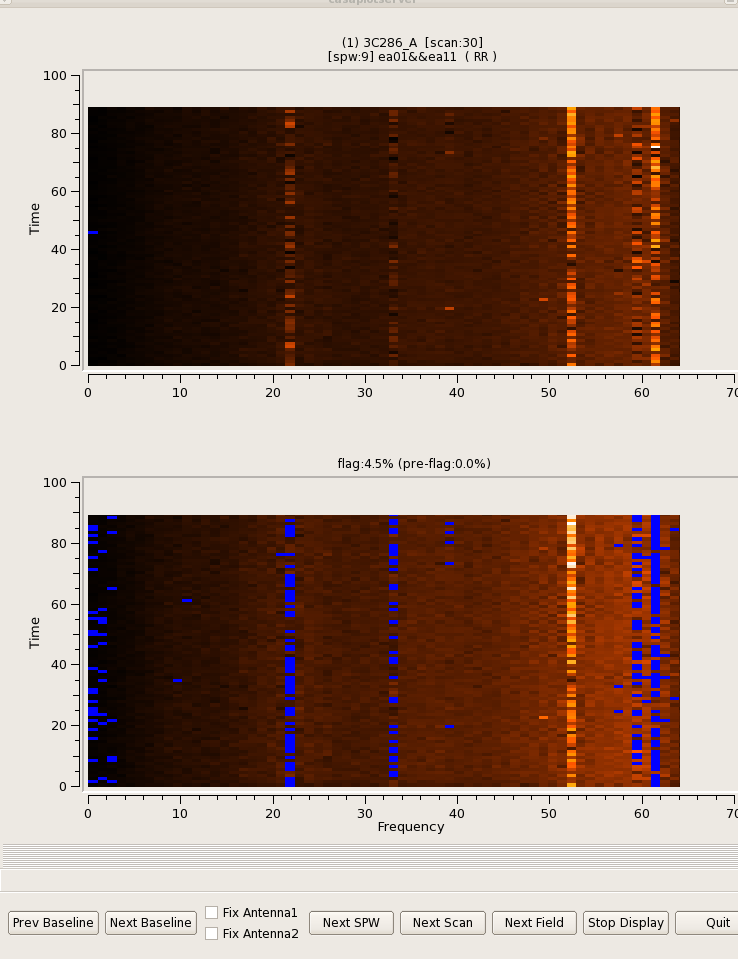 casaplotserver
(1) 3C286_A [scan:30]
[spw:9] ea01&&ea11 ( RR )
100
80
60
40
20
0
Time
0 10 20 30 40 50 60 70
flag:4.5% (pre-flag:0.0%)
100
80
60
40
20
0
Time
0 10 20 30 40 50 60 70
Frequency
Prev Baseline Next Baseline Fix Antenna1 Next SPW Next Scan Next Field Stop Display Quit
Fix Antenna2